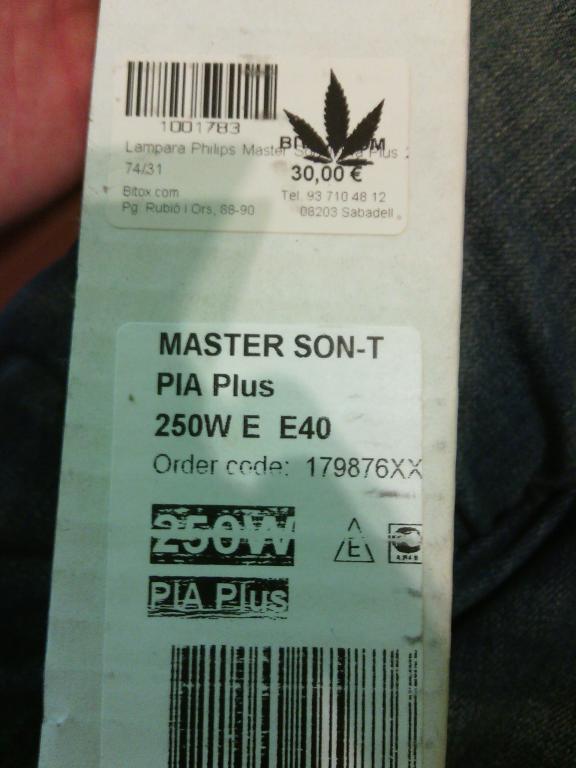 1001783
Lampara Philips Master Plus
74/31
30,00 €
Bitox.com
Tel. 93 710 48 12
Pg. Rubió i Ors, 88-90
08203 Sabadell
MASTER SON-T
PIA Plus
250W E E40
Order code: 179876XX
250W
E
PIA Plus